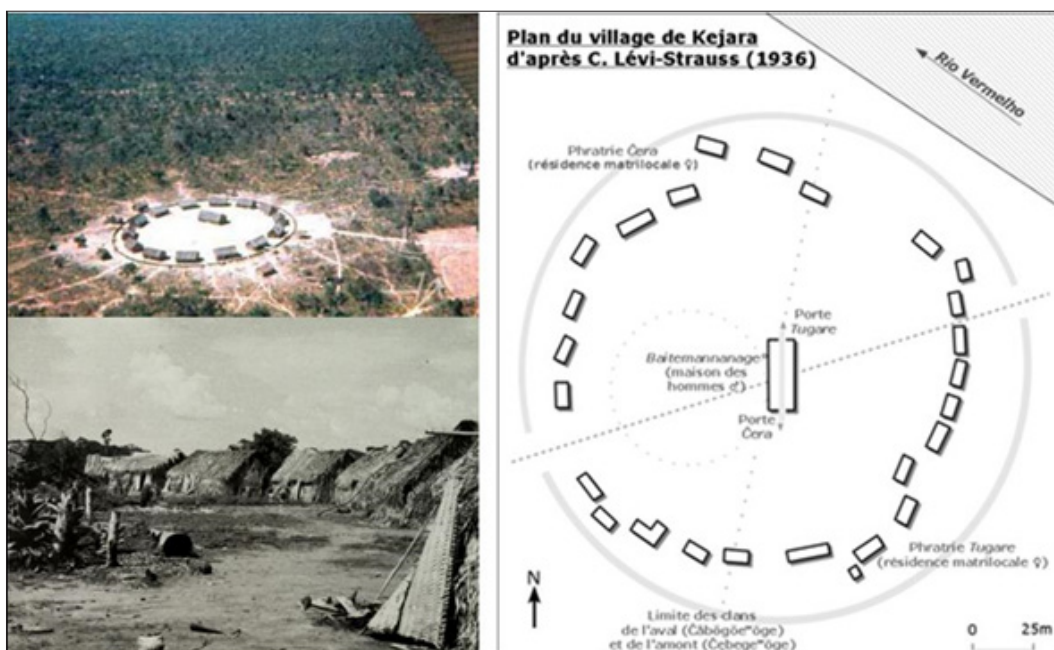 Plan du village de Kejara
d'après C. Lévi-Strauss (1936)
Rio Vermelho
Phratrie Čera
(résidence matrilocale ♀)
Porte
Tugare
Baitemannanage°
(maison des
hommes ♂)
Porte
Čera
Phratrie Tugare
(résidence matrilocale ♀)
N
Limite des clans
de l'aval
et de l'amont
0 25m